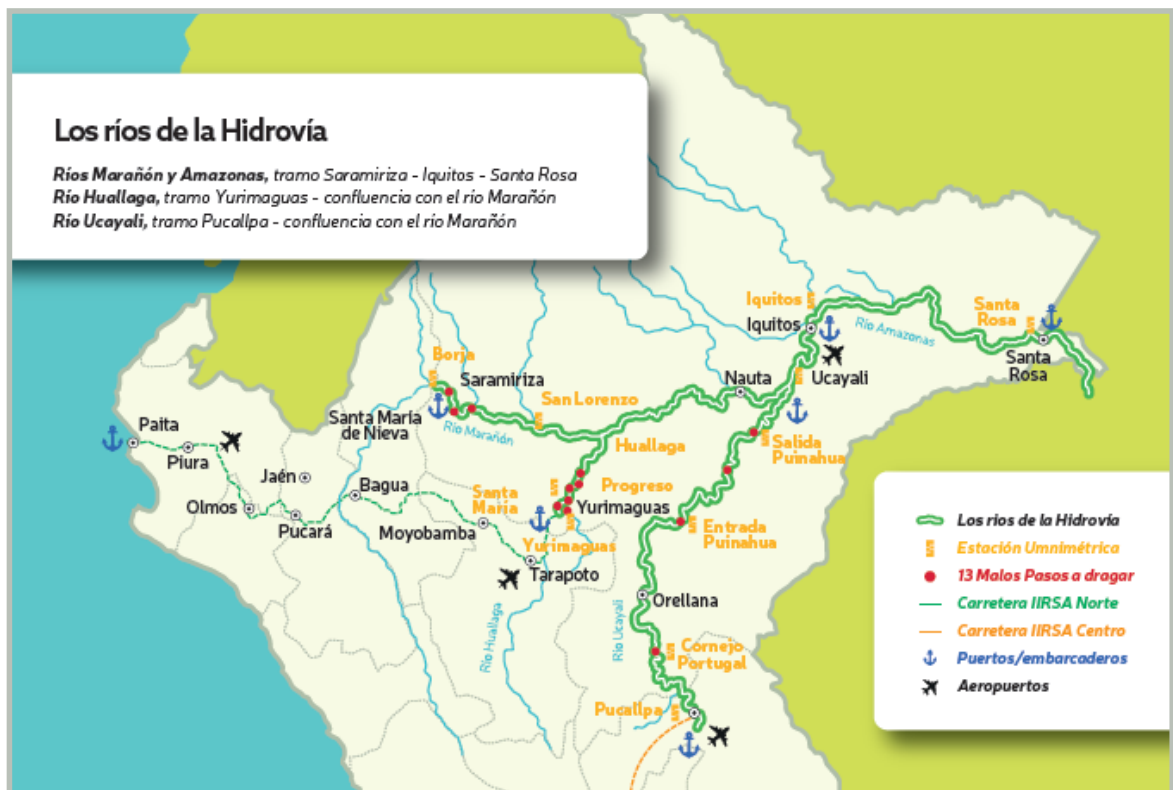 Los ríos de la Hidrovía
Ríos Marañón y Amazonas, tramo Saramiriza - Iquitos - Santa Rosa
Río Huallaga, tramo Yurimaguas - confluencia con el río Marañón
Río Ucayali, tramo Pucallpa - confluencia con el río Marañón
Iquitos
Iquitos
Río Amazonas
Santa
Rosa
Santa
Rosa
Borja
Saramiriza
Nauta
Ucayali
San Lorenzo
Santa María
de Nieva
Río Marañón
Paita
Piura
Huallaga
Salida
Puinahua
Jaén
Bagua
Santa
María
Progreso
Yurimaguas
Olmos
Pucará
Moyobamba
Yurimaguas
Entrada
Puinahua
Tarapoto
Orellana
Río Huallaga
Río Ucayali
Cornejo
Portugal
Pucallpa
Los rios de la Hidrovía
Estación Umnimétrica
13 Malos Pasos a dragar
Carretera IIRSA Norte
Carretera IIRSA Centro
Puertos/embarcaderos
Aeropuertos